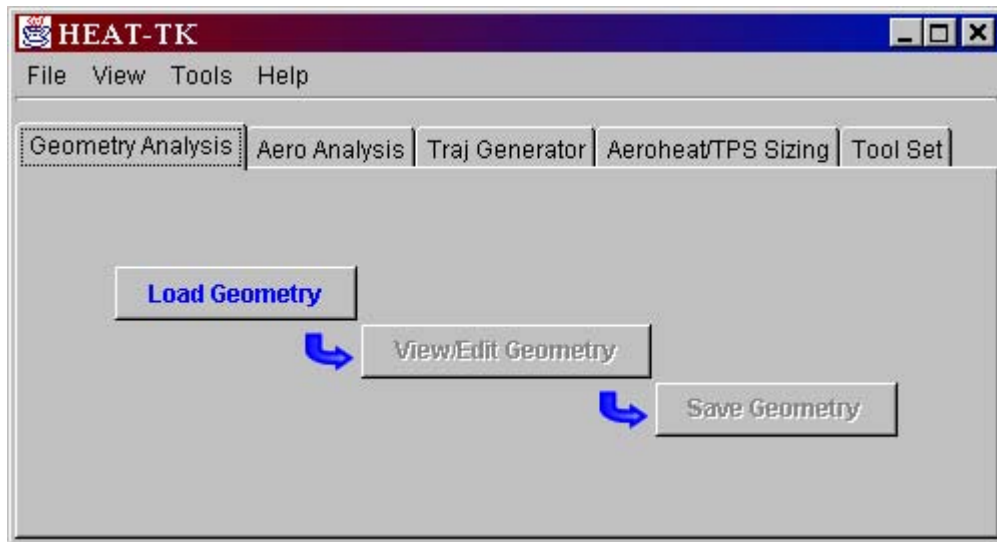 HEAT-TK
File View Tools Help
Geometry Analysis Aero Analysis Traj Generator Aeroheat/TPS Sizing Tool Set
Load Geometry
View/Edit Geometry
Save Geometry